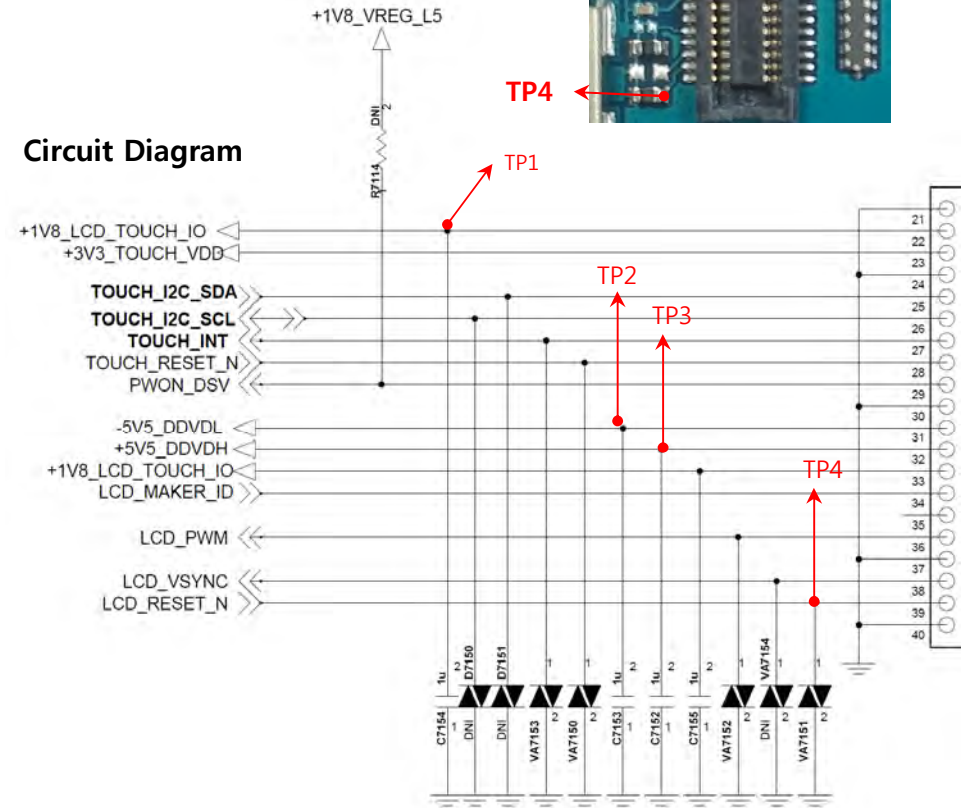 +1V8_VREG_L5
TP4
Circuit Diagram
DNI
2
R7114
TP1
+1V8_LCD_TOUCH_IO
+3V3_TOUCH_VDD
TOUCH_I2C_SDA
TOUCH_I2C_SCL
TOUCH_INT
TOUCH_RESET_N
PWON_DSV
TP2
TP3
-5V5_DDVDL
+5V5_DDVDH
+1V8_LCD_TOUCH_IO
LCD_MAKER_ID
TP4
LCD_PWM
LCD_VSYNC
LCD_RESET_N
21
22
23
24
25
26
27
28
29
30
31
32
33
34
35
36
37
38
39
40
1u 2 D7150 D7151 1 1 1u 2 1u 2 1u 2 1 VA7154 1 1
C7154 1 DNI DNI VA7153 2 VA7150 2 C7153 1 C7152 1 C7155 1 VA7152 2 DNI 2 VA7151 2